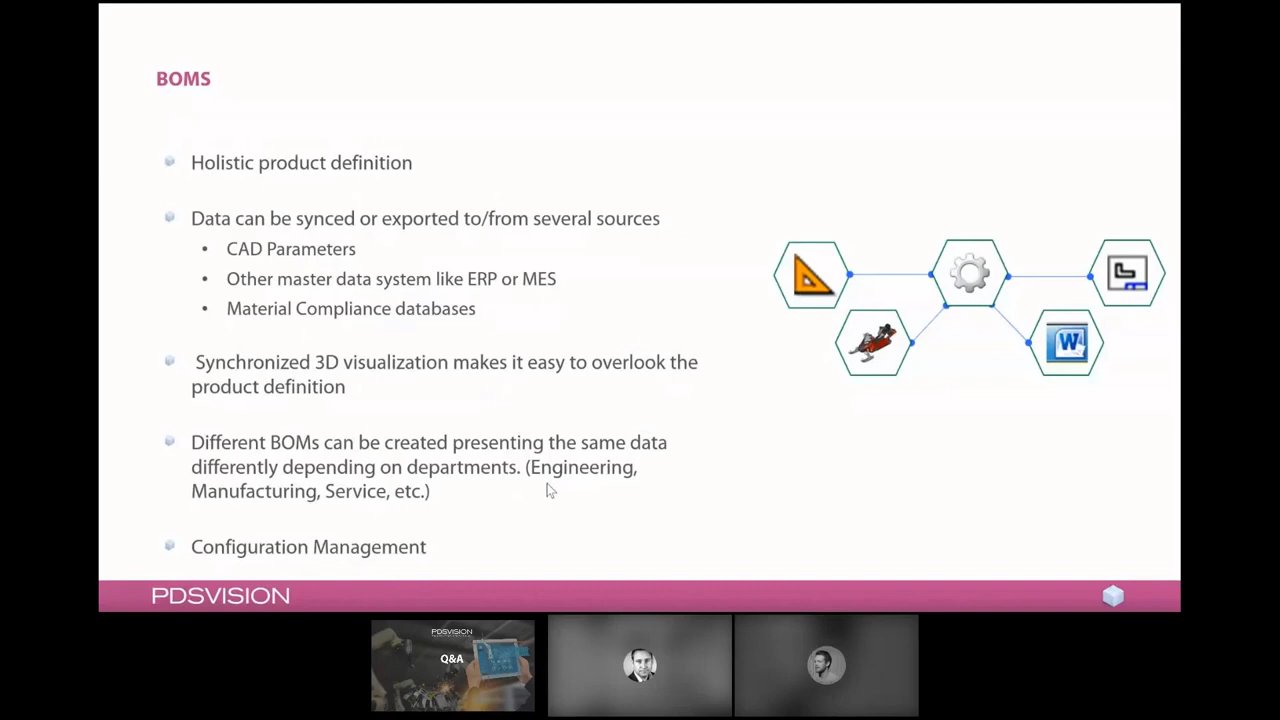 BOMS
Holistic product definition
Data can be synced or exported to/from several sources
• CAD Parameters
• Other master data system like ERP or MES
• Material Compliance databases
Synchronized 3D visualization makes it easy to overlook the
product definition
Different BOMs can be created presenting the same data
differently depending on departments. (Engineering,
Manufacturing, Service, etc.)
Configuration Management
W
PDSVISION
PDSVISION
Q&A